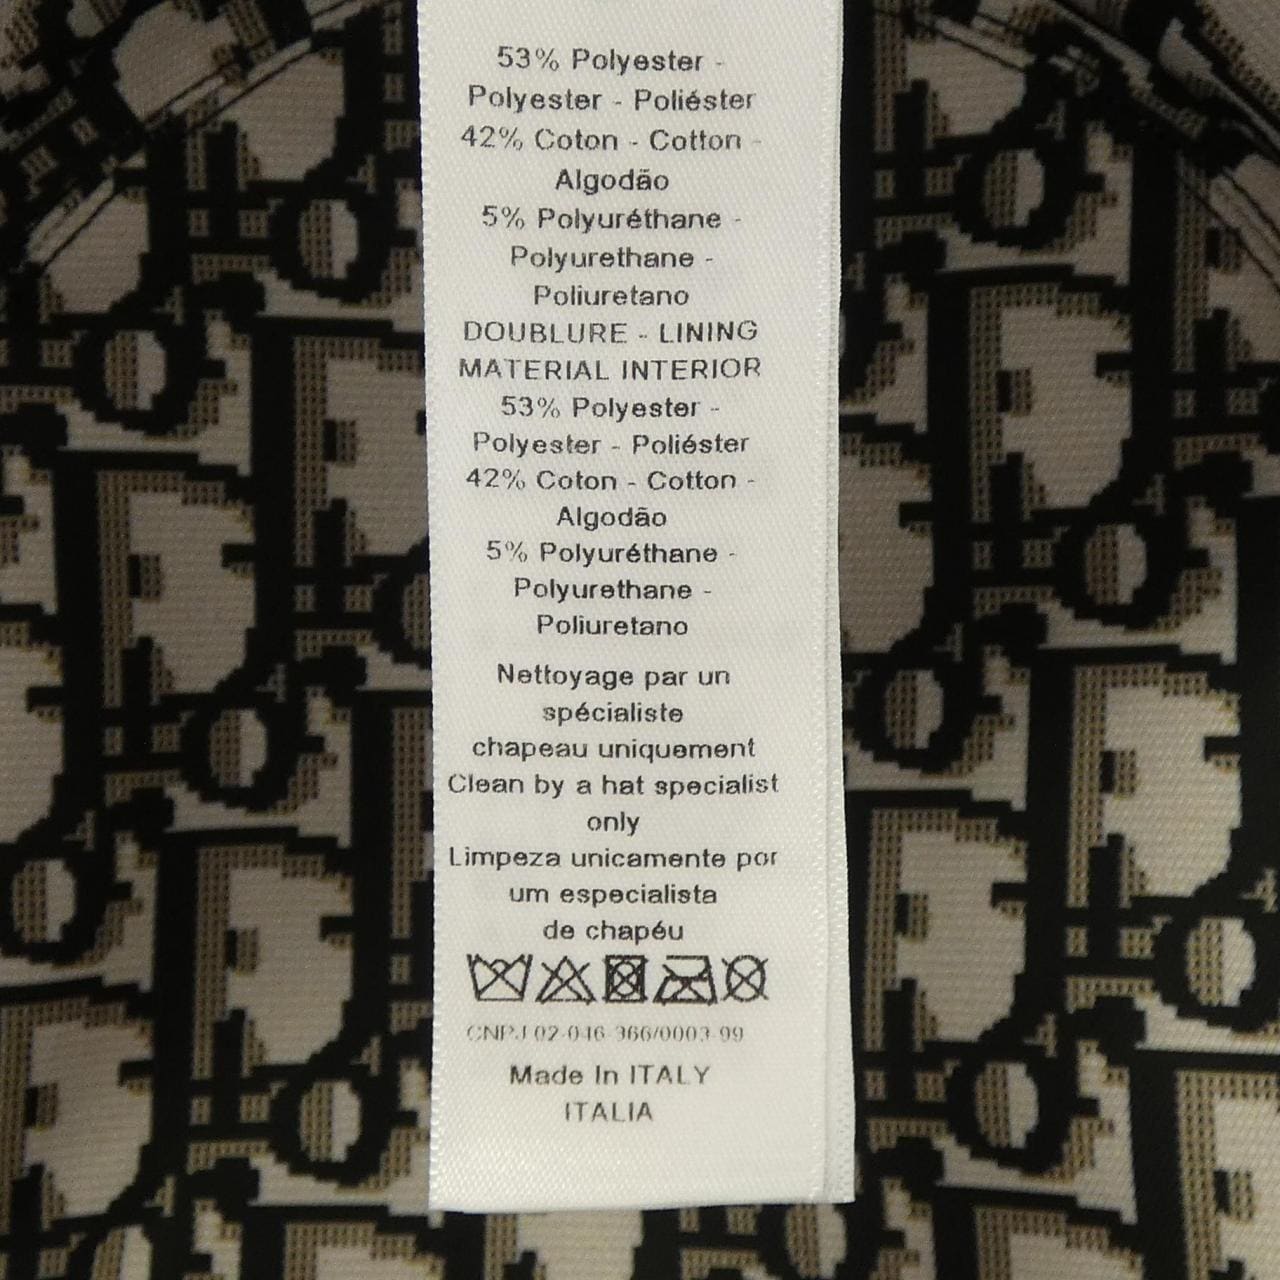 53% Polyester -
Polyester - Poliéster
42% Coton - Cotton -
Algodão
5% Polyuréthane -
Polyurethane -
Poliuretano
DOUBLURE - LINING
MATERIAL INTERIOR
53% Polyester -
Polyester - Poliéster
42% Coton - Cotton -
Algodão
5% Polyuréthane -
Polyurethane -
Poliuretano
Nettoyage par un
spécialiste
chapeau uniquement
Clean by a hat specialist
only
Limpeza unicamente por
um especialista
de chapéu
CNPJ 02-046-366/0003-99
Made In ITALY
ITALIA